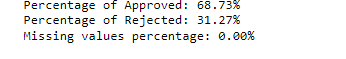 Percentage of Approved: 68.73%
Percentage of Rejected: 31.27%
Missing values percentage: 0.00%